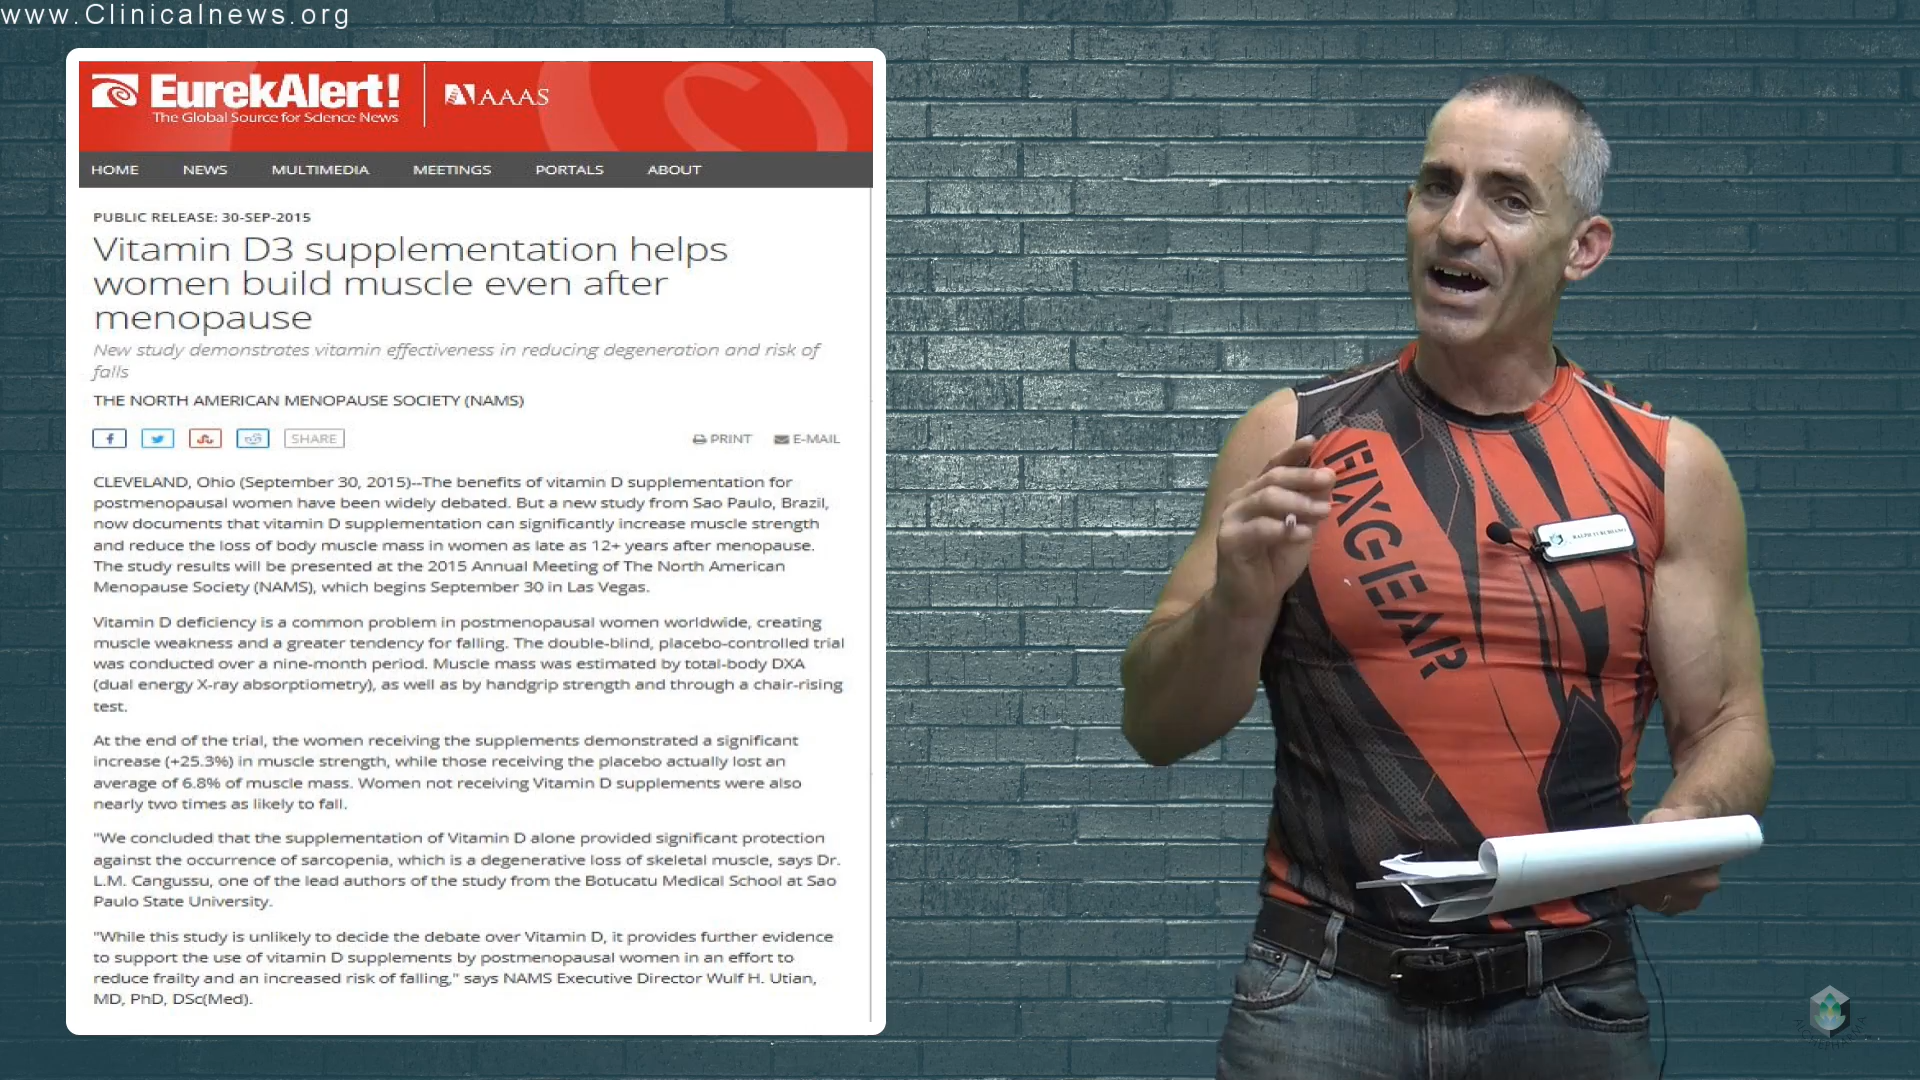 www.Clinicalnews.org
EurekAlert!
The Global Source for Science News
AAAS
HOME NEWS MULTIMEDIA MEETINGS PORTALS ABOUT
PUBLIC RELEASE: 30-SEP-2015
Vitamin D3 supplementation helps
women build muscle even after
menopause
New study demonstrates vitamin effectiveness in reducing degeneration and risk of
falls
THE NORTH AMERICAN MENOPAUSE SOCIETY (NAMS)
SHARE PRINT E-MAIL
CLEVELAND, Ohio (September 30, 2015)--The benefits of vitamin D supplementation for
postmenopausal women have been widely debated. But a new study from Sao Paulo, Brazil,
now documents that vitamin D supplementation can significantly increase muscle strength
and reduce the loss of body muscle mass in women as late as 12+ years after menopause.
The study results will be presented at the 2015 Annual Meeting of The North American
Menopause Society (NAMS), which begins September 30 in Las Vegas.
Vitamin D deficiency is a common problem in postmenopausal women worldwide, creating
muscle weakness and a greater tendency for falling. The double-blind, placebo-controlled trial
was conducted over a nine-month period. Muscle mass was estimated by total-body DXA
(dual energy X-ray absorptiometry), as well as by handgrip strength and through a chair-rising
test.
At the end of the trial, the women receiving the supplements demonstrated a significant
increase (+25.3%) in muscle strength, while those receiving the placebo actually lost an
average of 6.8% of muscle mass. Women not receiving Vitamin D supplements were also
nearly two times as likely to fall.
"We concluded that the supplementation of Vitamin D alone provided significant protection
against the occurrence of sarcopenia, which is a degenerative loss of skeletal muscle, says Dr.
L.M. Cangussu, one of the lead authors of the study from the Botucatu Medical School at Sao
Paulo State University.
"While this study is unlikely to decide the debate over Vitamin D, it provides further evidence
to support the use of vitamin D supplements by postmenopausal women in an effort to
reduce frailty and an increased risk of falling," says NAMS Executive Director Wulf H. Utian,
MD, PhD, DSc(Med).
FIXGEAR